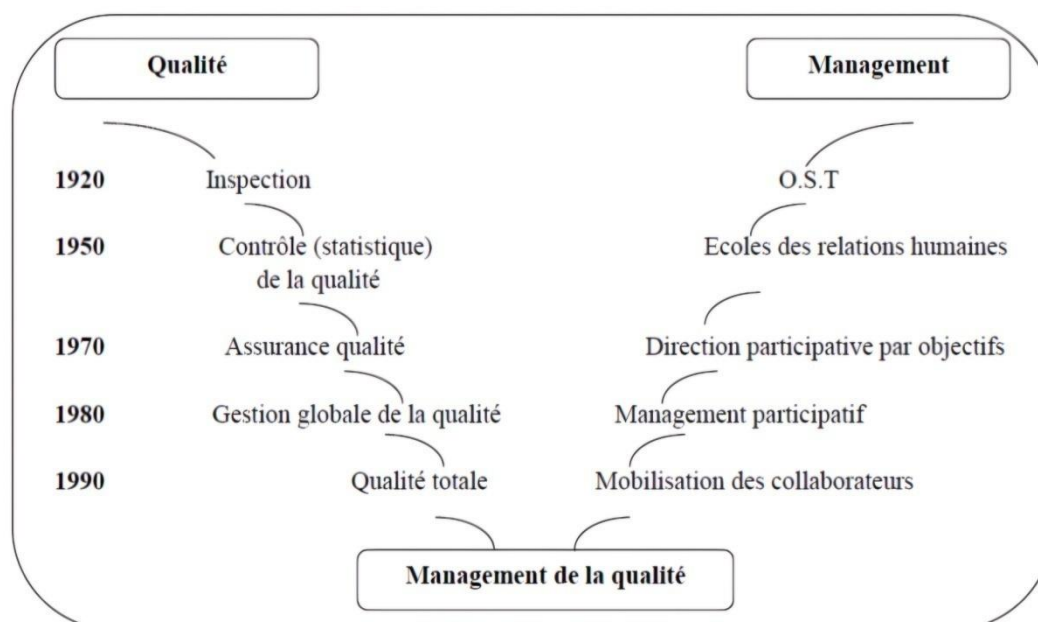 Qualité Management
1920 Inspection O.S.T
1950 Contrôle (statistique) Ecoles des relations humaines
de la qualité
1970 Assurance qualité Direction participative par objectifs
1980 Gestion globale de la qualité Management participatif
1990 Qualité totale Mobilisation des collaborateurs
Management de la qualité